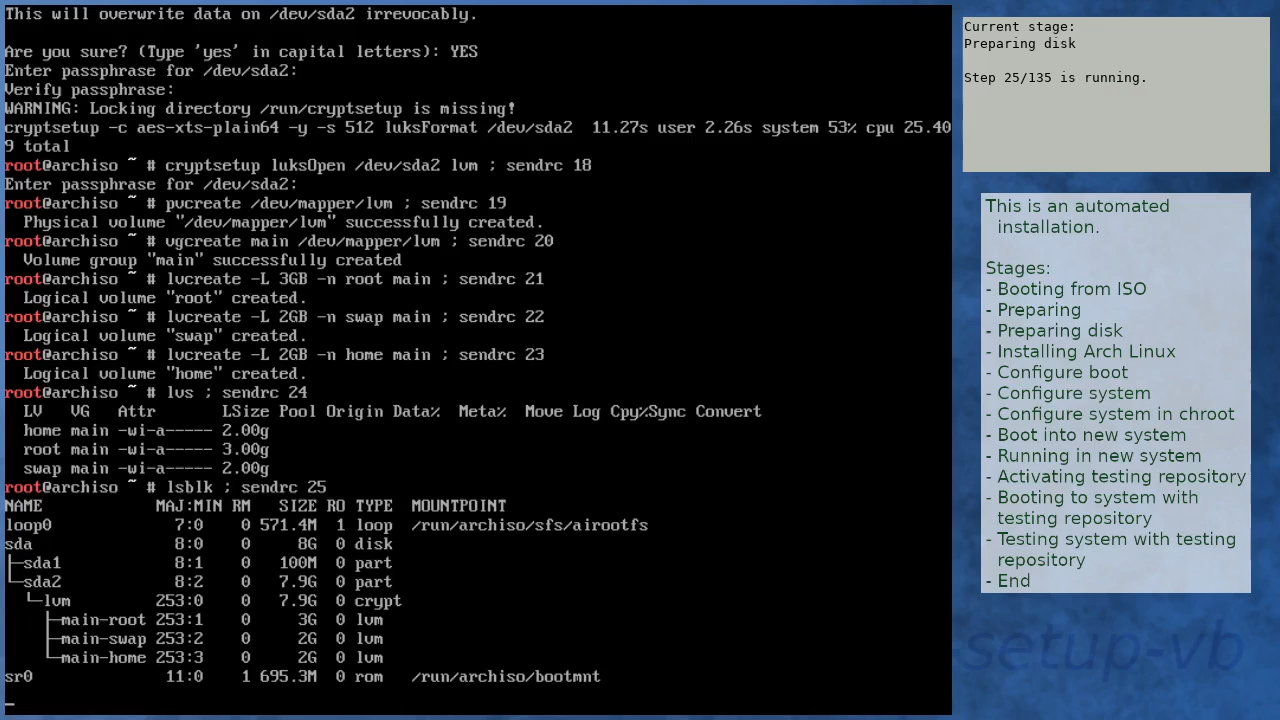 This will overwrite data on /dev/sda2 irrevocably.

Are you sure? (Type 'yes' in capital letters): YES
Enter passphrase for /dev/sda2:
Verify passphrase:
WARNING: Locking directory /run/cryptsetup is missing!
cryptsetup -c aes-xts-plain64 -y -s 512 luksFormat /dev/sda2  11.27s user 2.26s system 53% cpu 25.40
9 total
root@archiso ~ # cryptsetup luksOpen /dev/sda2 lvm ; sendrc 18
Enter passphrase for /dev/sda2:
root@archiso ~ # pvcreate /dev/mapper/lvm ; sendrc 19
  Physical volume "/dev/mapper/lvm" successfully created.
root@archiso ~ # vgcreate main /dev/mapper/lvm ; sendrc 20
  Volume group "main" successfully created
root@archiso ~ # lvcreate -L 3GB -n root main ; sendrc 21
  Logical volume "root" created.
root@archiso ~ # lvcreate -L 2GB -n swap main ; sendrc 22
  Logical volume "swap" created.
root@archiso ~ # lvcreate -L 2GB -n home main ; sendrc 23
  Logical volume "home" created.
root@archiso ~ # lvs ; sendrc 24
  LV   VG   Attr       LSize Pool Origin Data%  Meta%  Move Log Cpy%Sync Convert
  home main -wi-a----- 2.00g
  root main -wi-a----- 3.00g
  swap main -wi-a----- 2.00g
root@archiso ~ # lsblk ; sendrc 25
NAME            MAJ:MIN RM   SIZE RO TYPE  MOUNTPOINT
loop0             7:0    0 571.4M  1 loop  /run/archiso/sfs/airootfs
sda               8:0    0     8G  0 disk
├─sda1            8:1    0   100M  0 part
└─sda2            8:2    0   7.9G  0 part
  └─lvm         253:0    0   7.9G  0 crypt
    ├─main-root 253:1    0     3G  0 lvm
    ├─main-swap 253:2    0     2G  0 lvm
    └─main-home 253:3    0     2G  0 lvm
sr0              11:0    1 695.3M  0 rom   /run/archiso/bootmnt
Current stage:
Preparing disk

Step 25/135 is running.
This is an automated
installation.

Stages:
- Booting from ISO
- Preparing
- Preparing disk
- Installing Arch Linux
- Configure boot
- Configure system
- Configure system in chroot
- Boot into new system
- Running in new system
- Activating testing repository
- Booting to system with
testing repository
- Testing system with testing
repository
- End
setup-vb